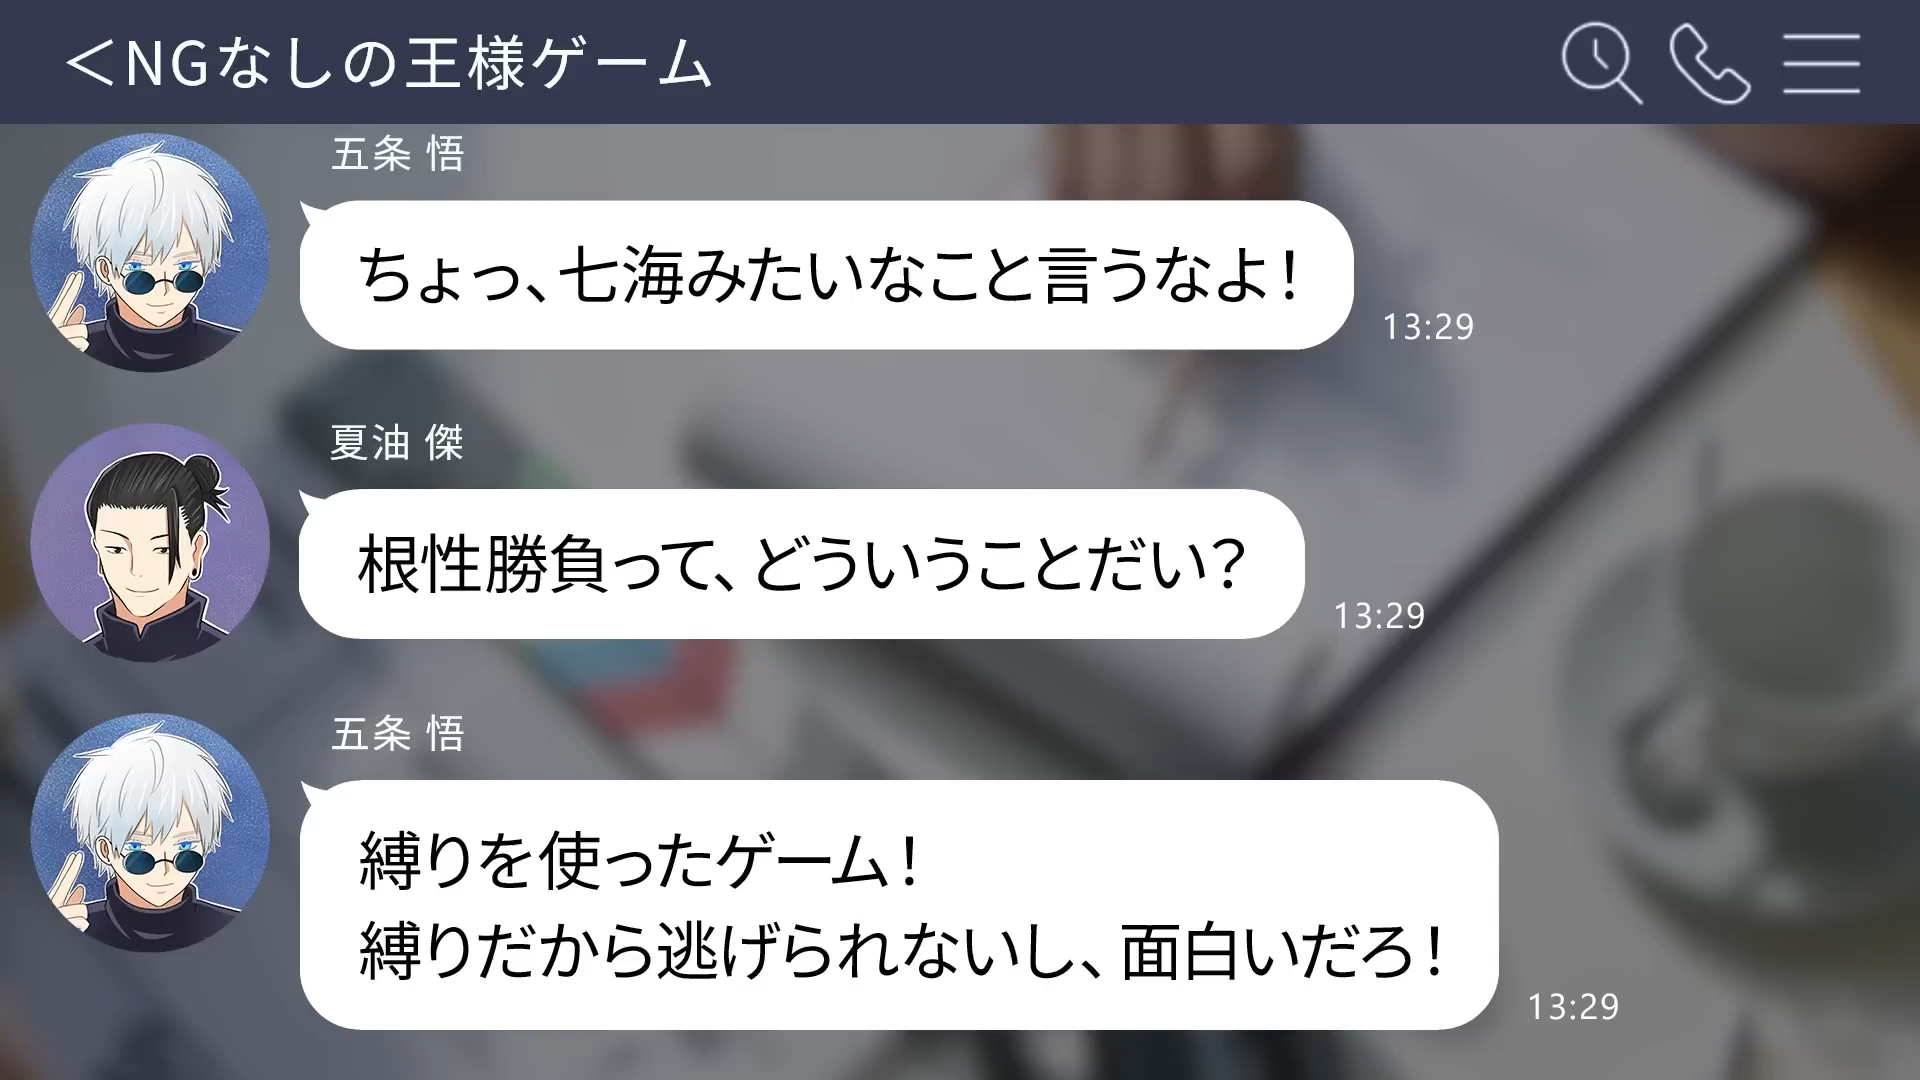 ＜NGなしの王様ゲーム
五条 悟
ちょっ、七海みたいなこと言うなよ！
13:29
夏油 傑
根性勝負って、どういうことだい？
13:29
五条 悟
縛りを使ったゲーム！
縛りだから逃げられないし、面白いだろ！
13:29